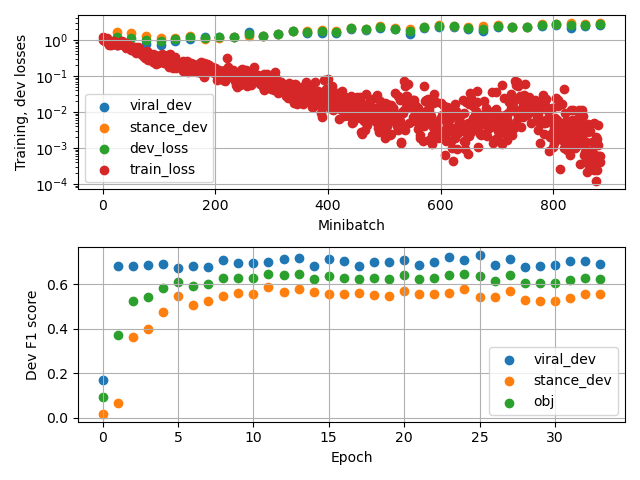 Training, dev losses
10⁰
10⁻¹
10⁻²
10⁻³
10⁻⁴
viral_dev
stance_dev
dev_loss
train_loss
0 200 400 600 800
Minibatch
Dev F1 score
0.6
0.4
0.2
0.0
viral_dev
stance_dev
obj
0 5 10 15 20 25 30
Epoch